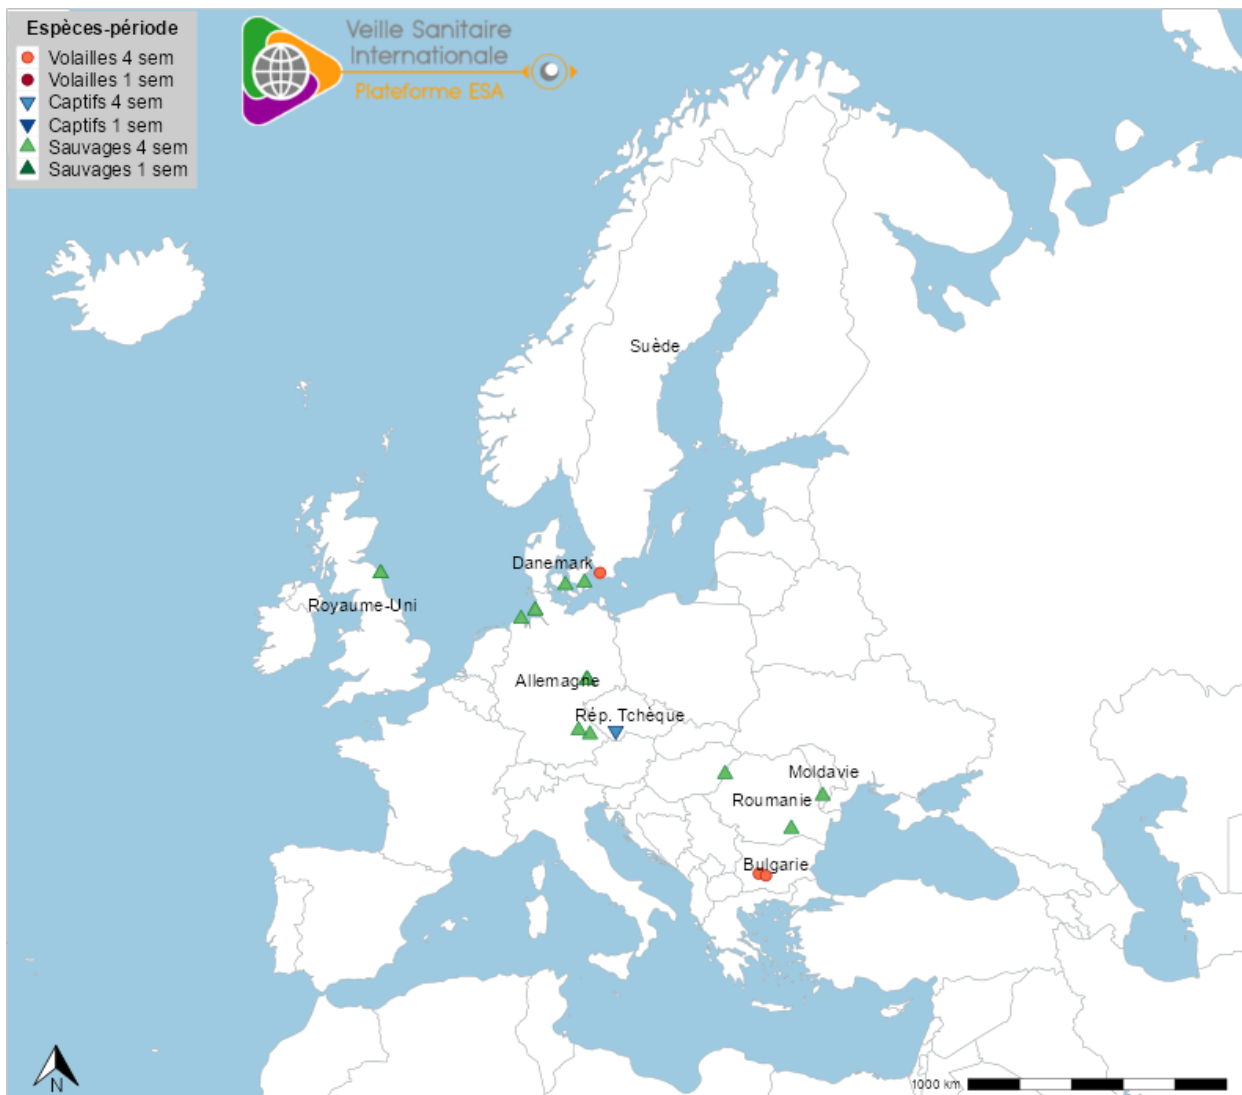 Espèces-période
Volailles 4 sem
Volailles 1 sem
Captifs 4 sem
Captifs 1 sem
Sauvages 4 sem
Sauvages 1 sem
Veille Sanitaire
Internationale
Plateforme ESA
Suède
Danemark
Royaume-Uni
Allemagne
Rép. Tchèque
Moldavie
Roumanie
Bulgarie
N
1000 km